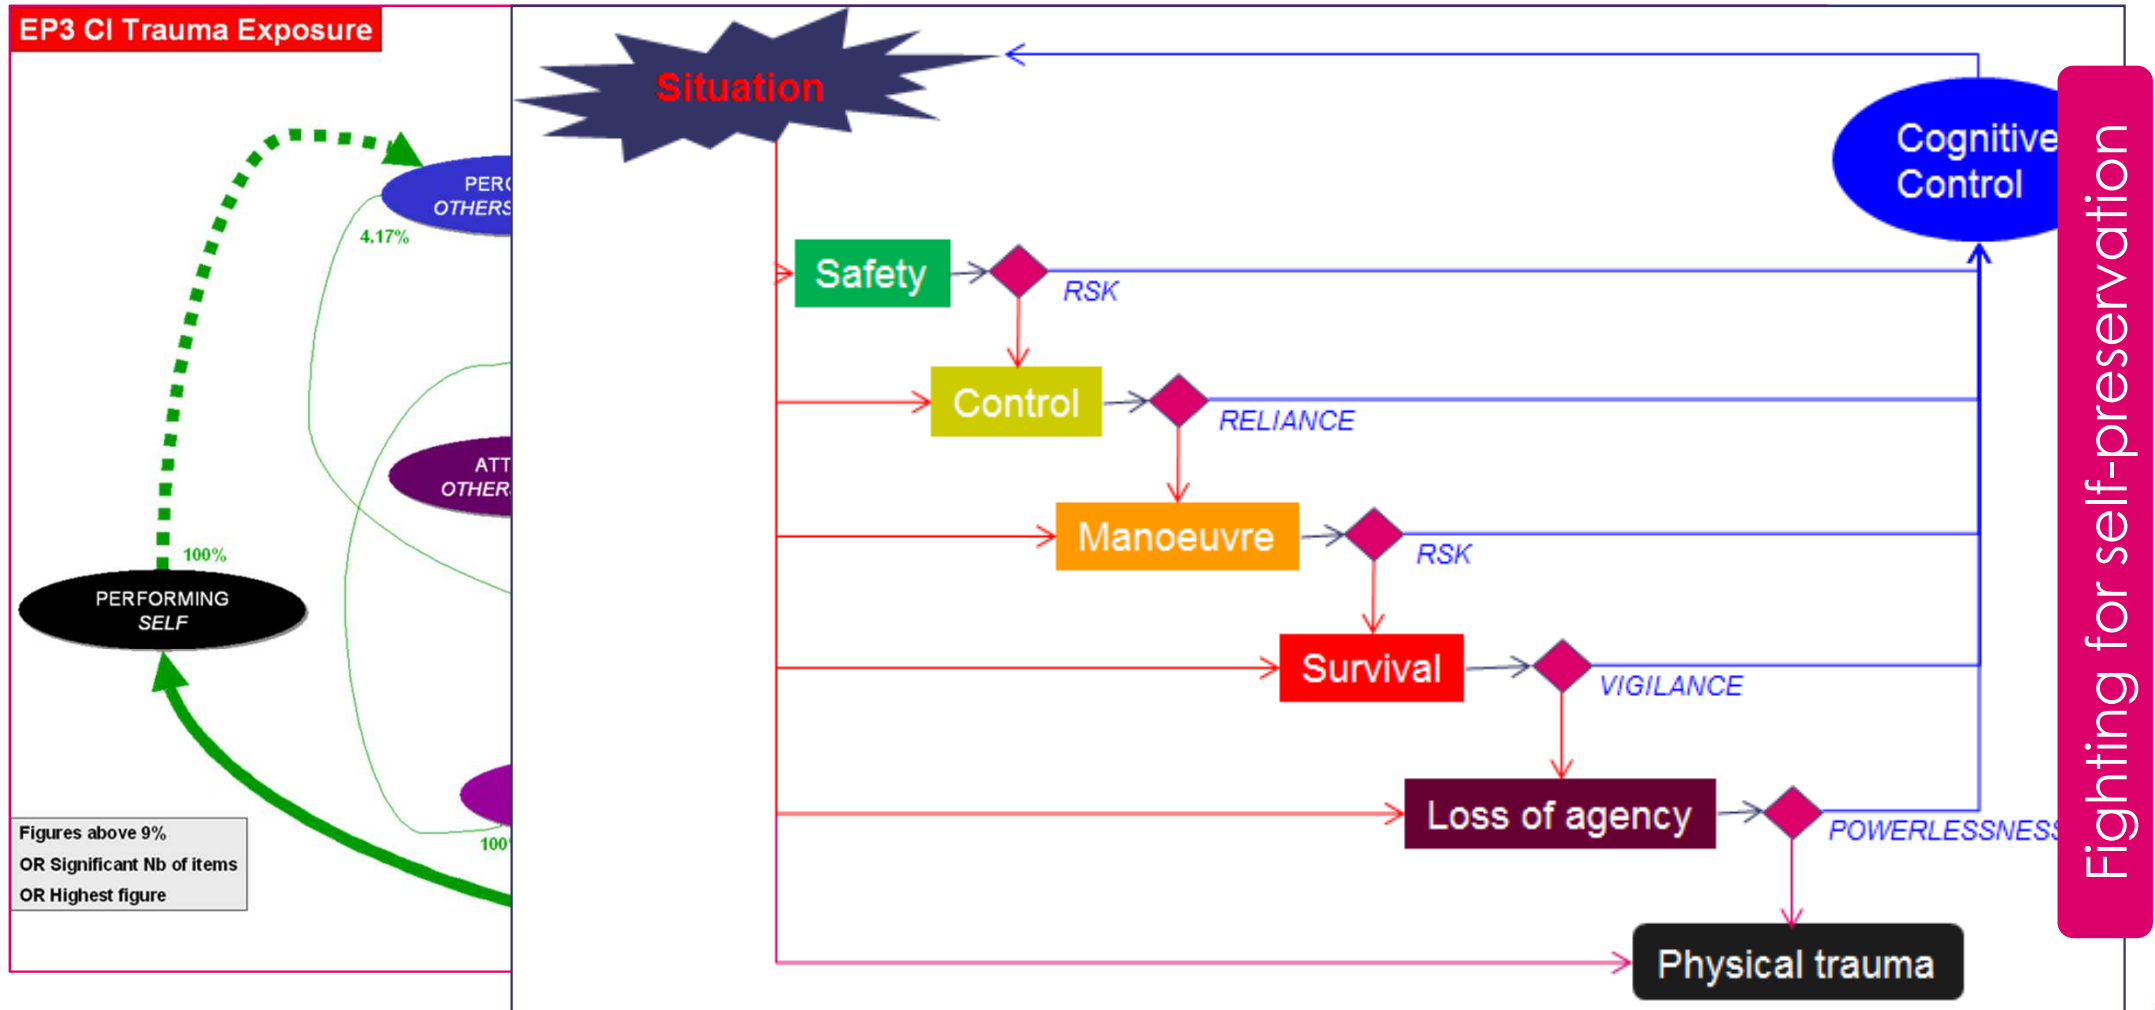 EP3 CI Trauma Exposure
OTHERS
4.17%
100%
PERFORMING
SELF
Figures above 9%
OR Significant Nb of items
OR Highest figure
Situation
Cognitive
Control
Safety
RSK
Control
RELIANCE
Manoeuvre
RSK
Survival
VIGILANCE
Loss of agency
POWERLESSNESS
Physical trauma
Fighting for self-preservation